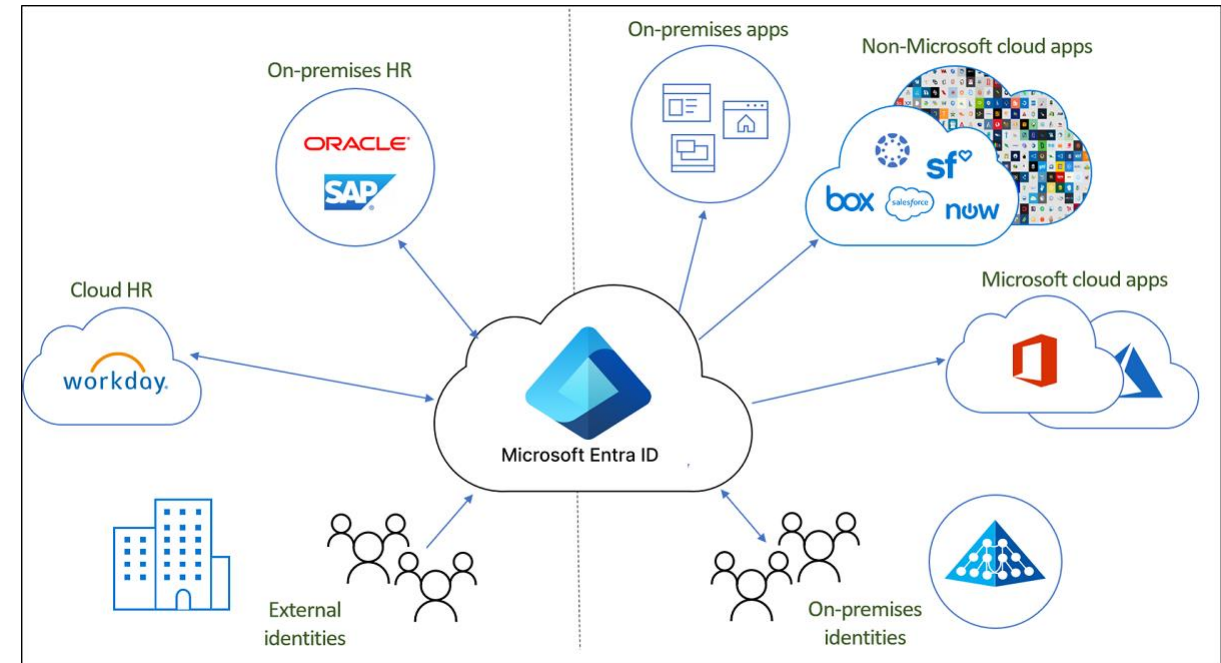 On-premises apps
Non-Microsoft cloud apps
On-premises HR
ORACLE
SAP
®
sf
box
salesforce
now
Cloud HR
workday.
Microsoft cloud apps
Microsoft Entra ID
,
External
identities
On-premises
identities